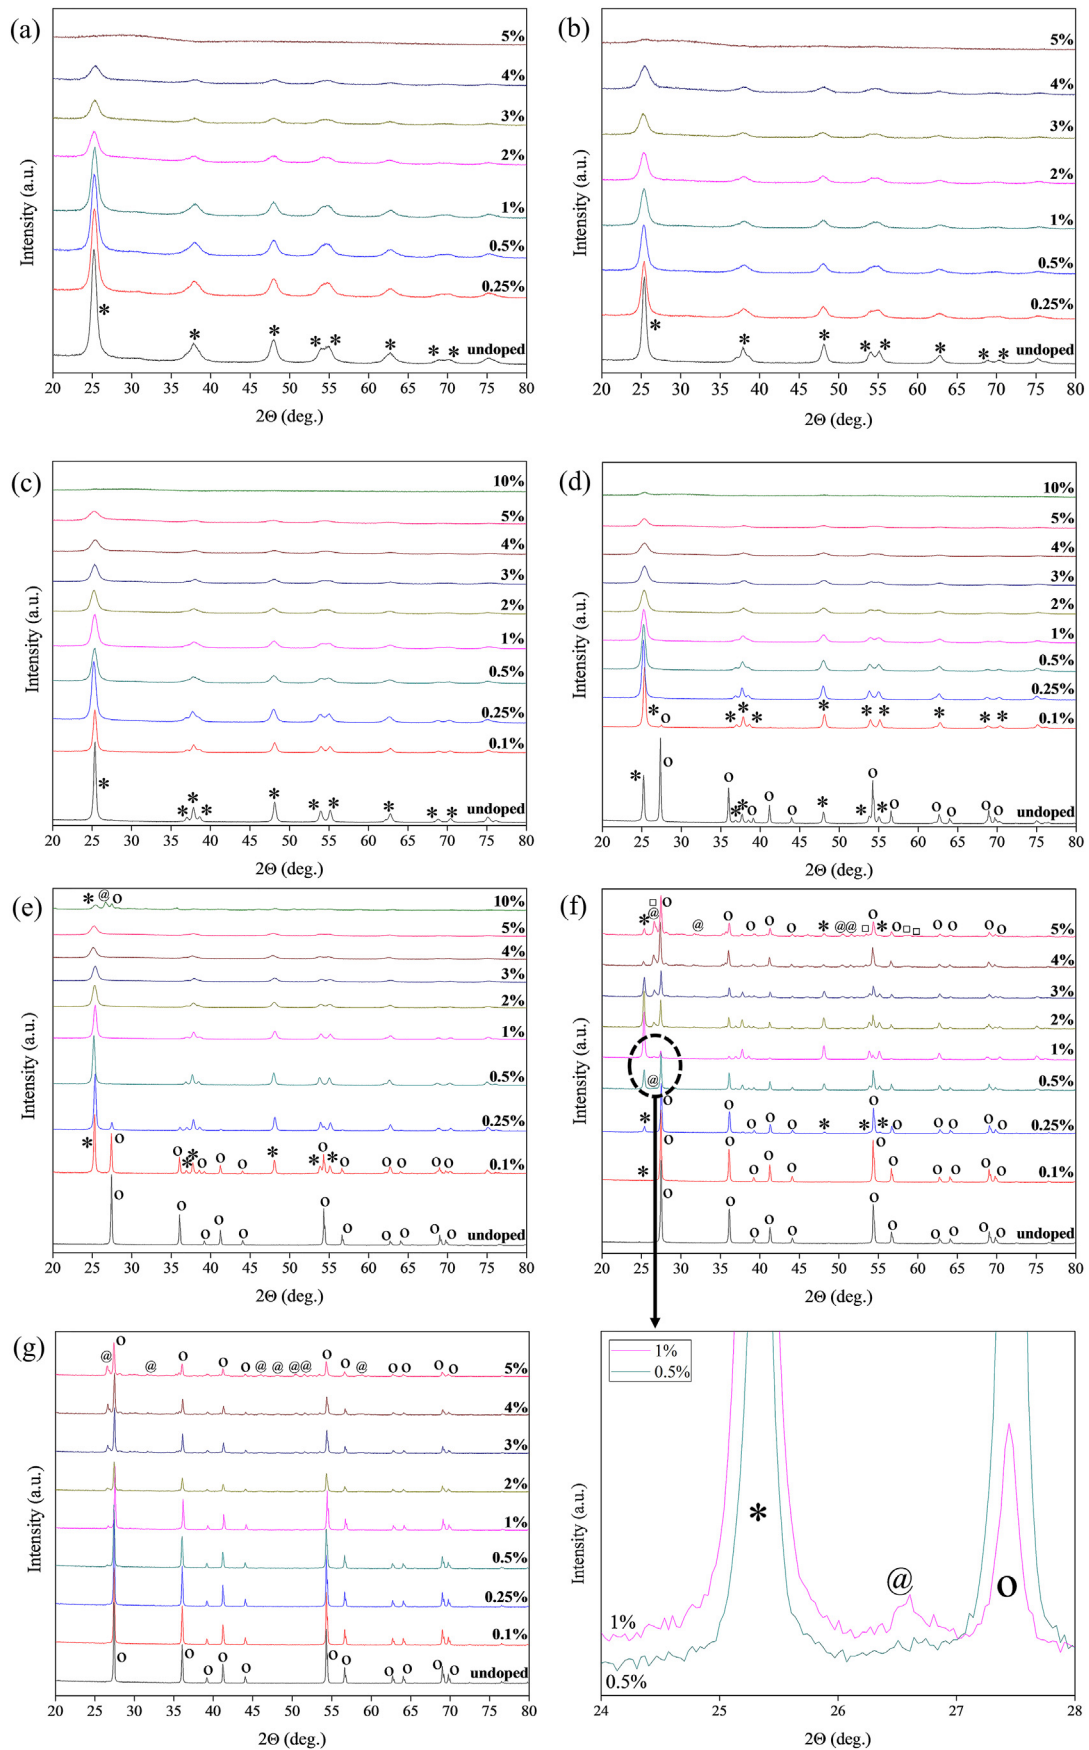 (a)
5%
4%
3%
2%
1%
0.5%
0.25%
undoped
* * * * * * * *
Intensity (a.u.)
20 25 30 35 40 45 50 55 60 65 70 75 80
2Θ (deg.)
(b)
5%
4%
3%
2%
1%
0.5%
0.25%
undoped
* * * * * * * *
Intensity (a.u.)
20 25 30 35 40 45 50 55 60 65 70 75 80
2Θ (deg.)
(c)
10%
5%
4%
3%
2%
1%
0.5%
0.25%
0.1%
undoped
* * * * * * * * * *
Intensity (a.u.)
20 25 30 35 40 45 50 55 60 65 70 75 80
2Θ (deg.)
(d)
10%
5%
4%
3%
2%
1%
0.5%
0.25%
0.1%
* o * * * * * * * * *
undoped
* o o * * o o o * * o * o o o o o
Intensity (a.u.)
20 25 30 35 40 45 50 55 60 65 70 75 80
2Θ (deg.)
(e)
* @ o
10%
5%
4%
3%
2%
1%
0.5%
0.25%
0.1%
* o o * * o o o * * o * o o o o o
undoped
o o o o o o o o o o o
Intensity (a.u.)
20 25 30 35 40 45 50 55 60 65 70 75 80
2Θ (deg.)
(f)
□ @ * o @ o o o o * @@ □ o * o □ □ o o o o
5%
4%
3%
2%
1%
0.5%
@
0.25%
* o o o o o * * o * o o o o o
0.1%
* o o o o o o o o o o o
undoped
o o o o o o o o o o o
Intensity (a.u.)
20 25 30 35 40 45 50 55 60 65 70 75 80
2Θ (deg.)
(g)
@ o @ o o o @ @ @ @ o o @ o o o o
5%
4%
3%
2%
1%
0.5%
0.25%
0.1%
undoped
o o o o o o o o o o o
Intensity (a.u.)
20 25 30 35 40 45 50 55 60 65 70 75 80
2Θ (deg.)
1%
0.5%
*
@
o
1%
0.5%
Intensity (a.u.)
24 25 26 27 28
2Θ (deg.)